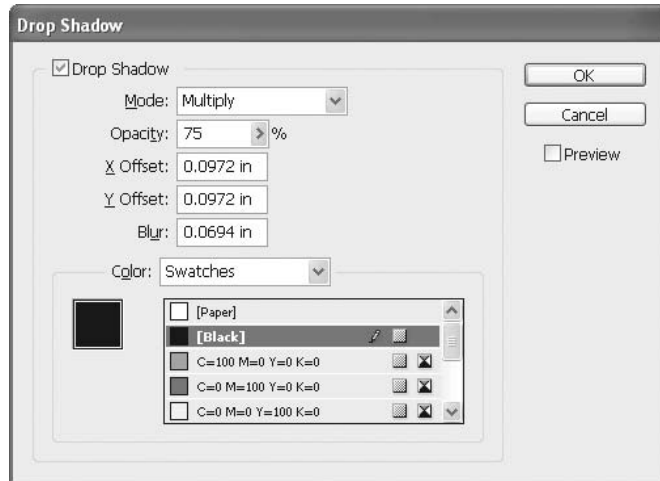 Drop Shadow
Drop Shadow
Mode: Multiply
Opacity: 75 %
X Offset: 0.0972 in
Y Offset: 0.0972 in
Blur: 0.0694 in
Color: Swatches
[Paper]
[Black]
C=100 M=0 Y=0 K=0
C=0 M=100 Y=0 K=0
C=0 M=0 Y=100 K=0
OK
Cancel
Preview